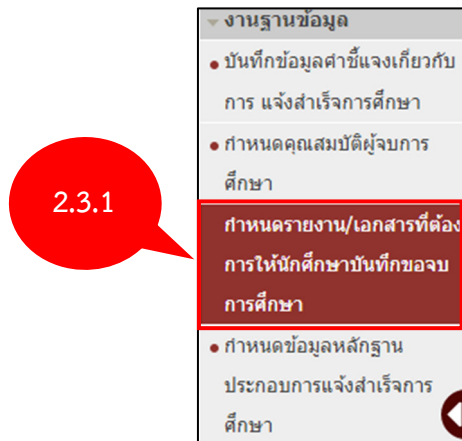 งานฐานข้อมูล
บันทึกข้อมูลคำชี้แจงเกี่ยวกับ
การ แจ้งสำเร็จการศึกษา
กำหนดคุณสมบัติผู้จบการ
ศึกษา
2.3.1
กำหนดรายงาน/เอกสารที่ต้อง
การให้นักศึกษาบันทึกขอจบ
การศึกษา
กำหนดข้อมูลหลักฐาน
ประกอบการแจ้งสำเร็จการ
ศึกษา